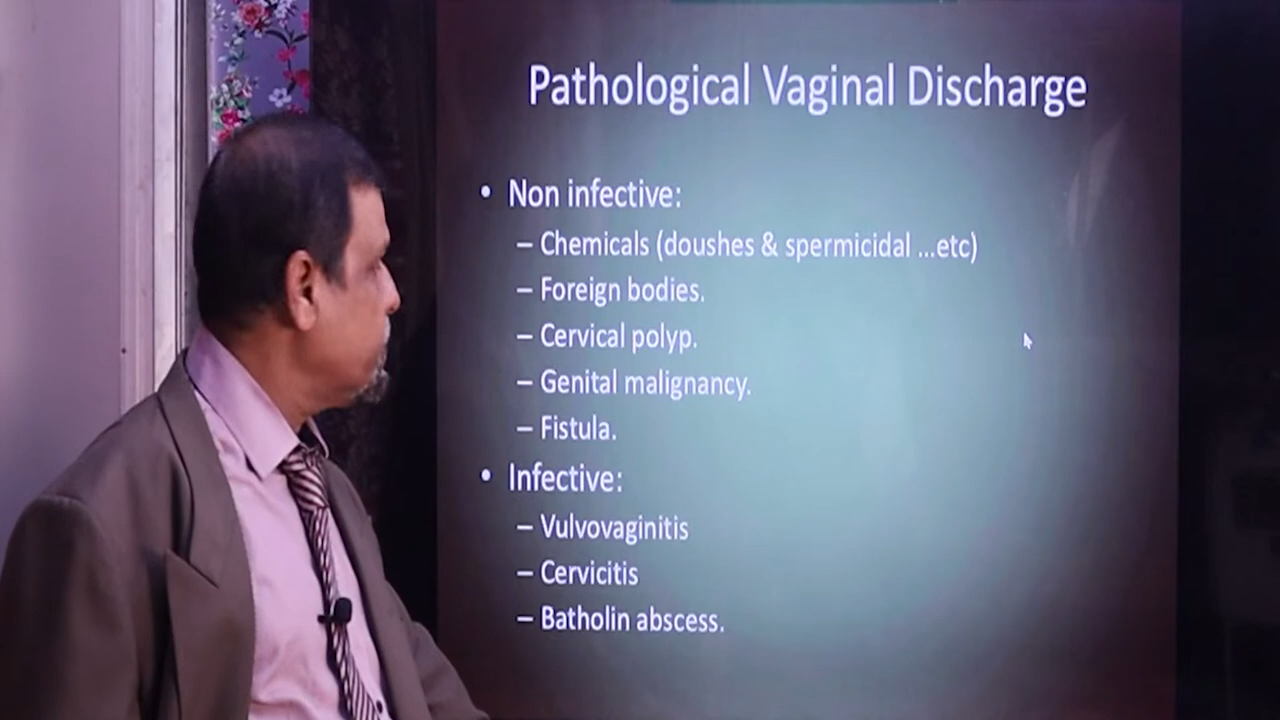 Pathological Vaginal Discharge
• Non infective:
– Chemicals (doushes & spermicidal ...etc)
– Foreign bodies.
– Cervical polyp.
– Genital malignancy.
– Fistula.
• Infective:
– Vulvovaginitis
– Cervicitis
– Batholin abscess.